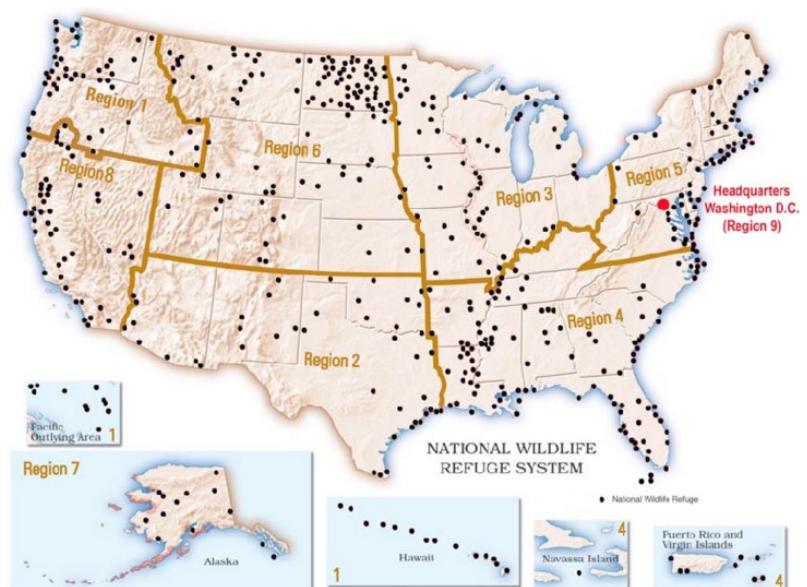 Region 1
Region 8
Region 6
Region 3
Region 5
Headquarters
Washington D.C.
(Region 9)
Region 4
Region 2
Pacific
Outlying Area 1
NATIONAL WILDLIFE
REFUGE SYSTEM
National Wildlife Refuge
Region 7
Alaska
Hawaii
1
4
Navassa Island
Puerto Rico and
Virgin Islands
4